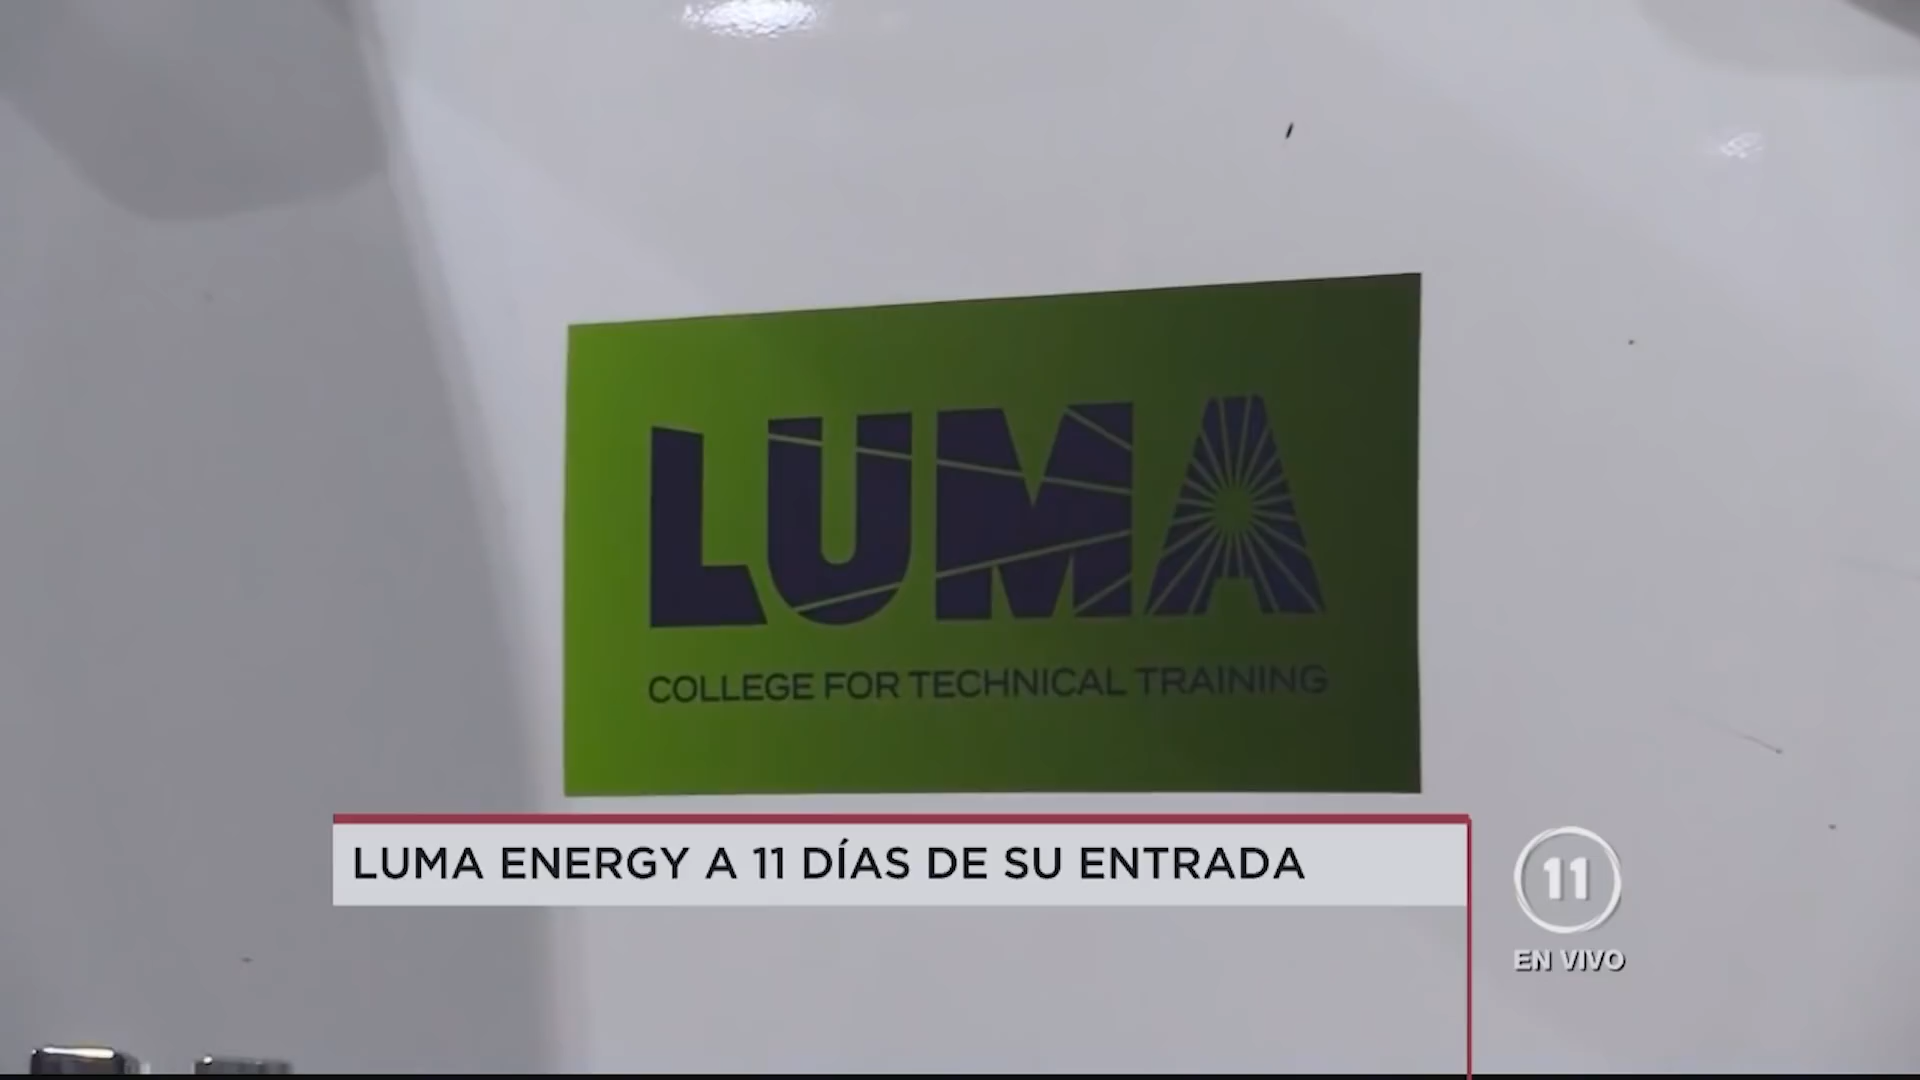 LUMA
COLLEGE FOR TECHNICAL TRAINING
LUMA ENERGY A 11 DÍAS DE SU ENTRADA
11
EN VIVO